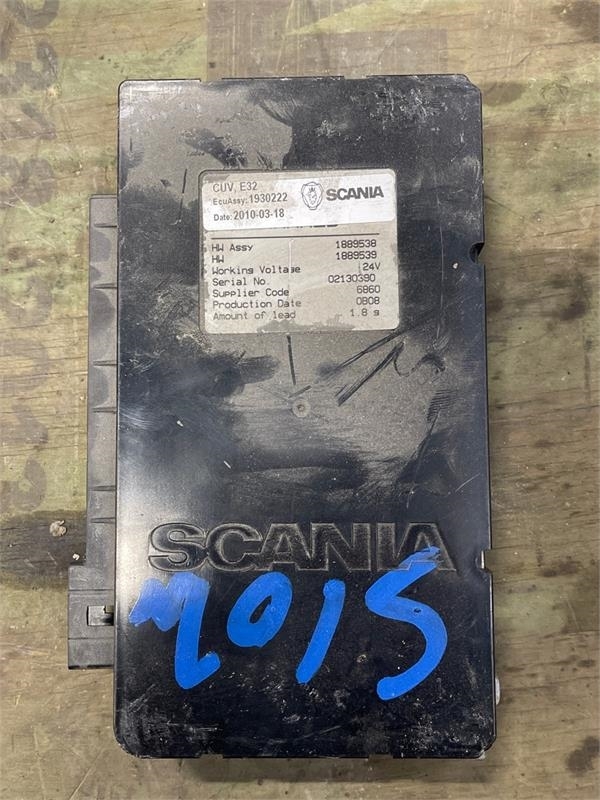 CUV, E32
EcuAssy: 1930222
Date: 2010-03-18
SCANIA
HW Assy 1889538
HW 1889539
Working Voltage 24V
Serial No. 02130390
Supplier Code 6860
Production Date 0808
Amount of lead 1.8 g
SCANIA